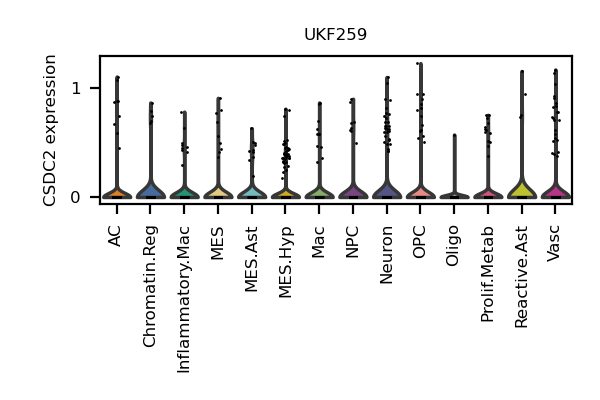 UKF259
CSDC2 expression
1
0
AC
Chromatin.Reg
Inflammatory.Mac
MES
MES.Ast
MES.Hyp
Mac
NPC
Neuron
OPC
Oligo
Prolif.Metab
Reactive.Ast
Vasc